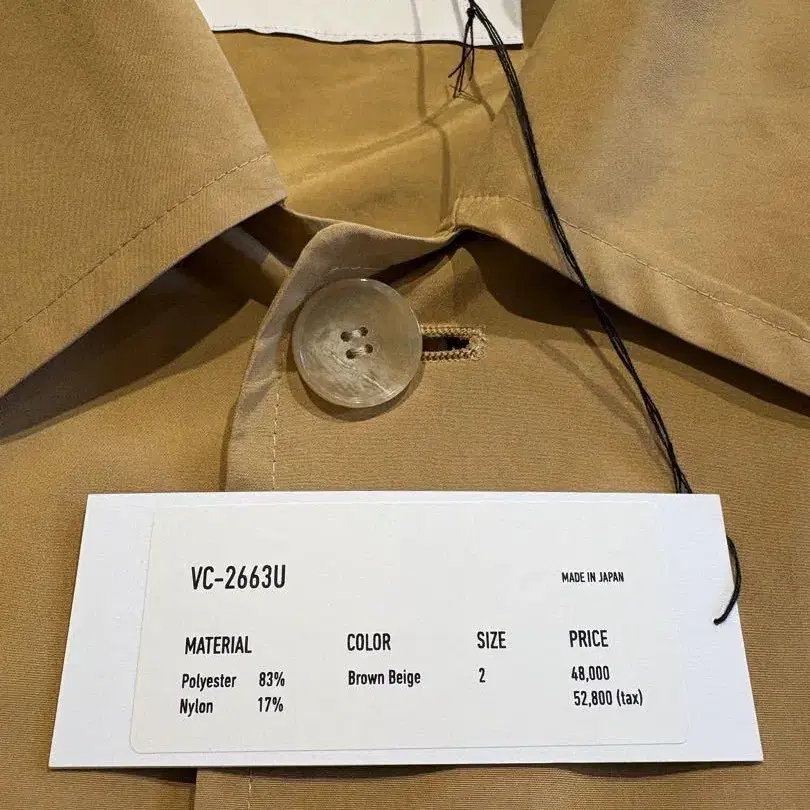 VC-2663U
MADE IN JAPAN
MATERIAL COLOR SIZE PRICE
Polyester 83% Brown Beige 2 48,000
Nylon 17% 52,800 (tax)